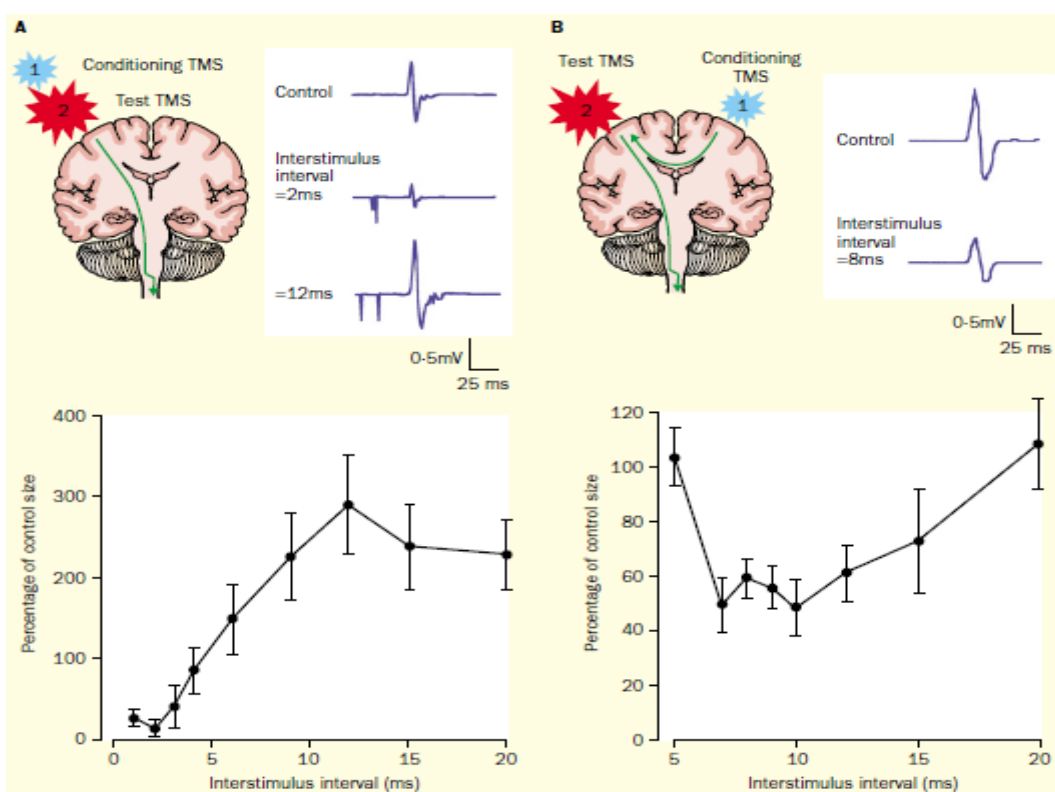 A
1
Conditioning TMS
2
Test TMS
Control
Interstimulus
interval
=2ms
=12ms
0-5mV
25 ms
400
300
200
100
0
Percentage of control size
0
5
10
15
20
Interstimulus interval (ms)
B
Test TMS
Conditioning
TMS
2
1
Control
Interstimulus
interval
=8ms
0-5mV
25 ms
120
100
80
60
40
20
0
Percentage of control size
5
10
15
20
Interstimulus interval (ms)